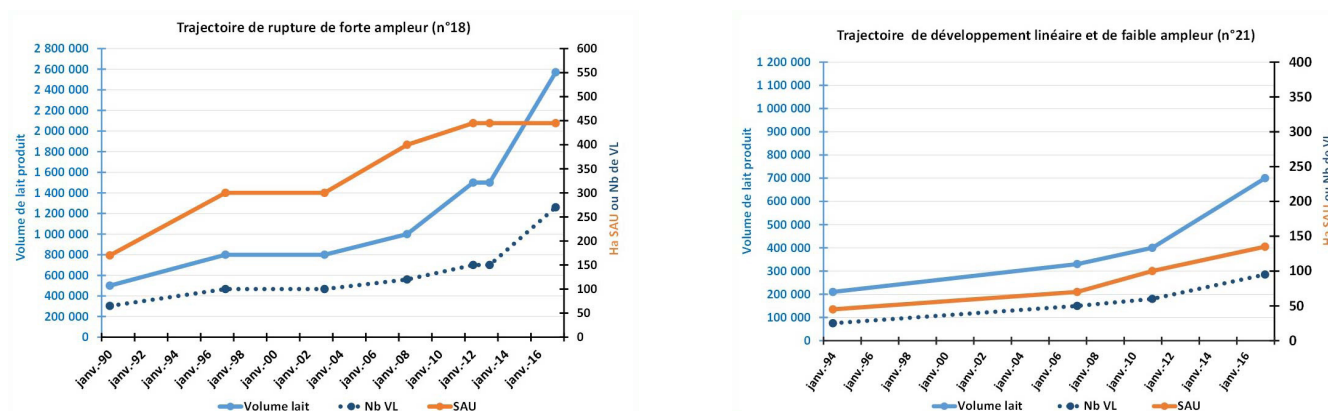 Trajectoire de rupture de forte ampleur (n°18)
Volume de lait produit
2 800 000
2 600 000
2 400 000
2 200 000
2 000 000
1 800 000
1 600 000
1 400 000
1 200 000
1 000 000
800 000
600 000
400 000
200 000
0
600
550
500
450
400
350
300
250
200
150
100
50
0
Ha SAU ou Nb de VL
janv.-90
janv.-92
janv.-94
janv.-96
janv.-98
janv.-00
janv.-02
janv.-04
janv.-06
janv.-08
janv.-10
janv.-12
janv.-14
janv.-16
Volume lait
Nb VL
SAU
Trajectoire de développement linéaire et de faible ampleur (n°21)
Volume de lait produit
1 200 000
1 100 000
1 000 000
900 000
800 000
700 000
600 000
500 000
400 000
300 000
200 000
100 000
0
400
350
300
250
200
150
100
50
0
Ha SAU ou Nb de VL
janv.-94
janv.-96
janv.-98
janv.-00
janv.-02
janv.-04
janv.-06
janv.-08
janv.-10
janv.-12
janv.-14
janv.-16
Volume lait
Nb VL
SAU